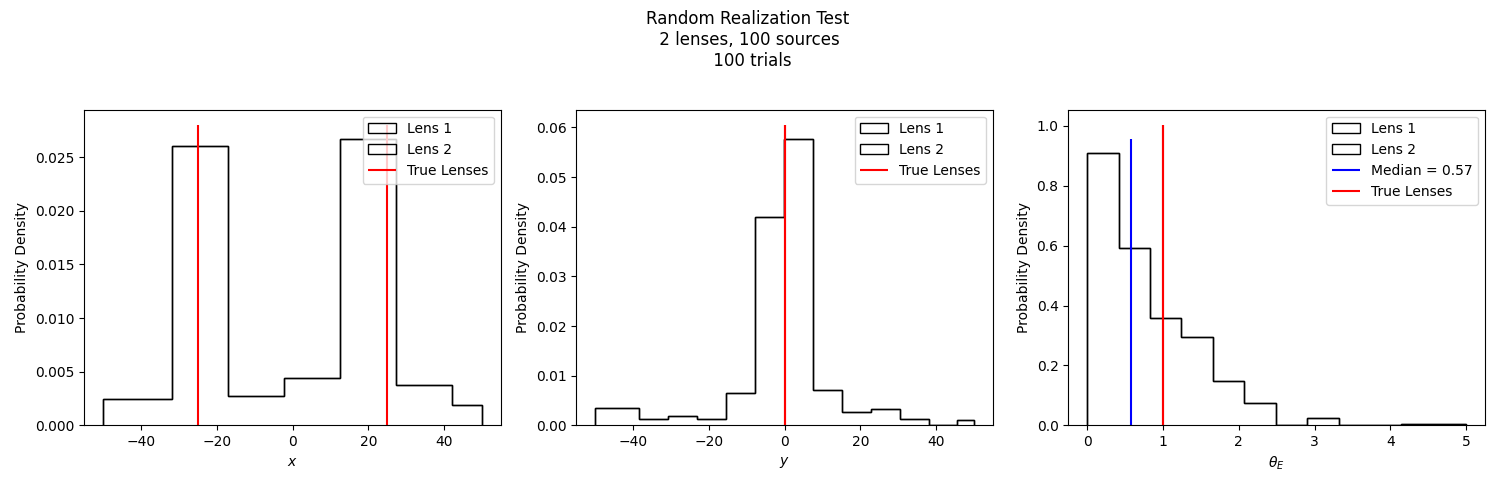 Random Realization Test
2 lenses, 100 sources
100 trials
Probability Density
0.025
0.020
0.015
0.010
0.005
0.000
Lens 1
Lens 2
True Lenses
−40 −20 0 20 40
x
Probability Density
0.06
0.05
0.04
0.03
0.02
0.01
0.00
Lens 1
Lens 2
True Lenses
−40 −20 0 20 40
y
Probability Density
1.0
0.8
0.6
0.4
0.2
0.0
Lens 1
Lens 2
Median = 0.57
True Lenses
0 1 2 3 4 5
θ_E